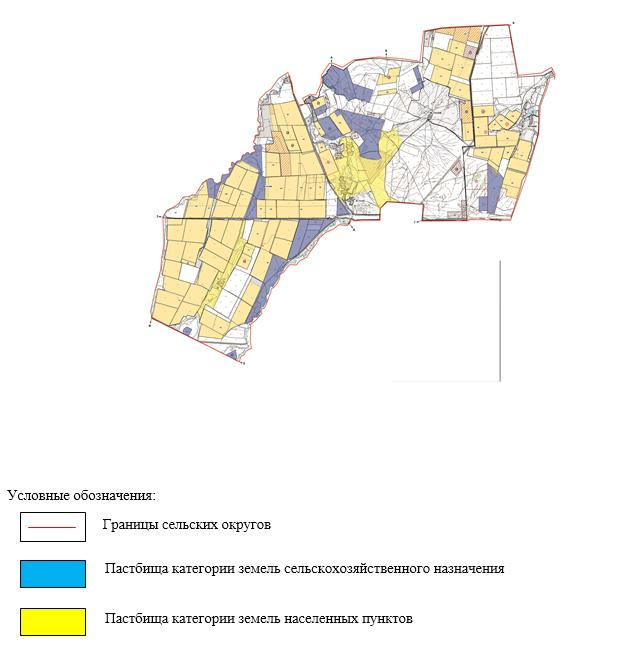 Условные обозначения:
Границы сельских округов
Пастбища категории земель сельскохозяйственного назначения
Пастбища категории земель населенных пунктов